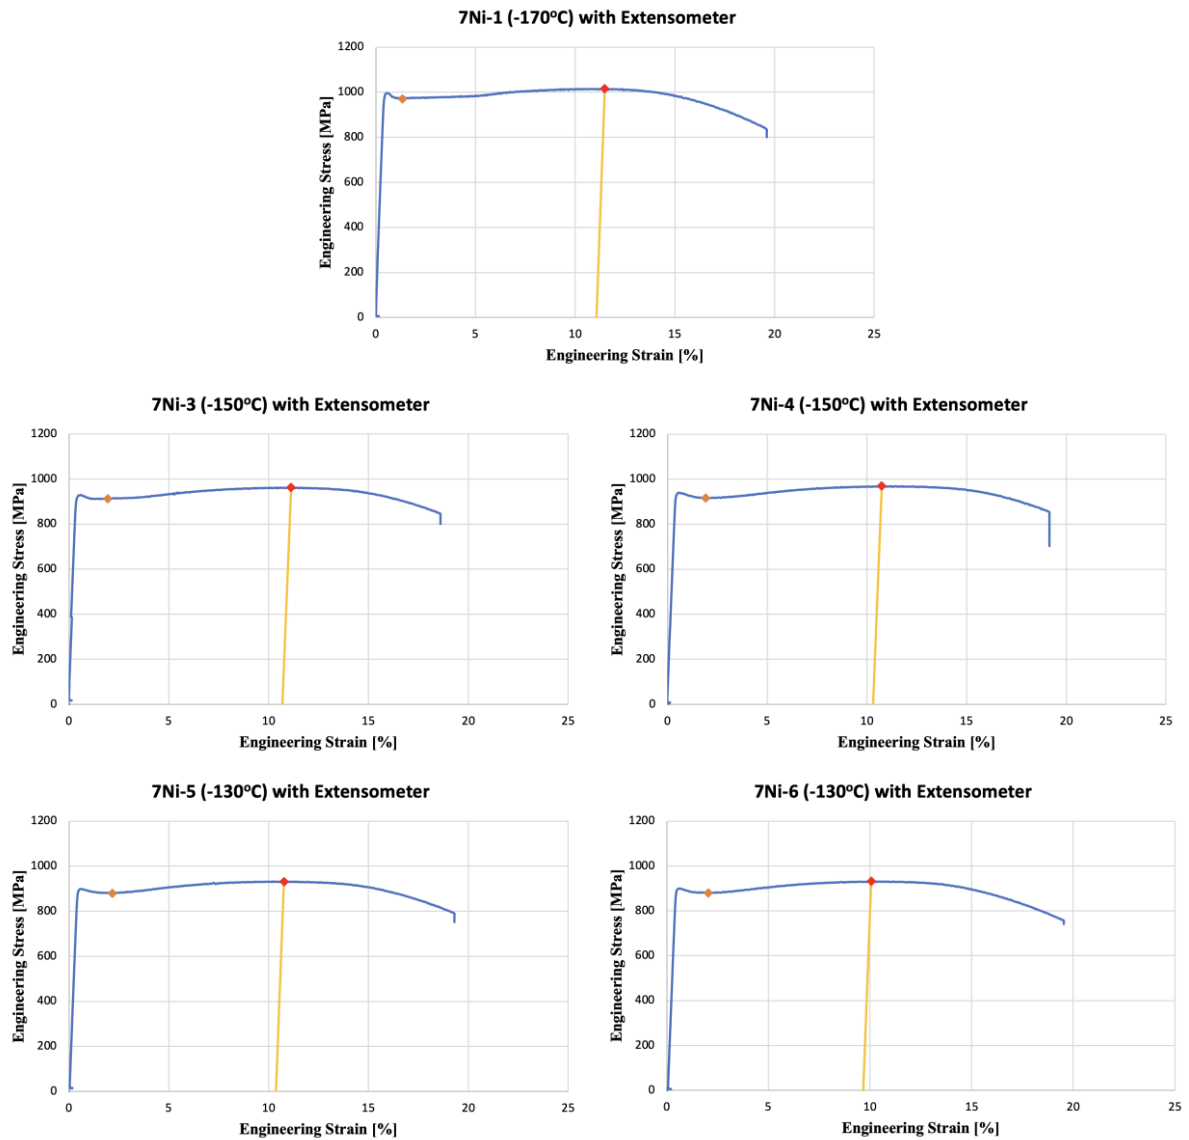 7Ni-1 (-170ºC) with Extensometer
Engineering Stress [MPa]
1200
1000
800
600
400
200
0
0 5 10 15 20 25
Engineering Strain [%]
7Ni-3 (-150ºC) with Extensometer
Engineering Stress [MPa]
1200
1000
800
600
400
200
0
0 5 10 15 20 25
Engineering Strain [%]
7Ni-4 (-150ºC) with Extensometer
Engineering Stress [MPa]
1200
1000
800
600
400
200
0
0 5 10 15 20 25
Engineering Strain [%]
7Ni-5 (-130ºC) with Extensometer
Engineering Stress [MPa]
1200
1000
800
600
400
200
0
0 5 10 15 20 25
Engineering Strain [%]
7Ni-6 (-130ºC) with Extensometer
Engineering Stress [MPa]
1200
1000
800
600
400
200
0
0 5 10 15 20 25
Engineering Strain [%]